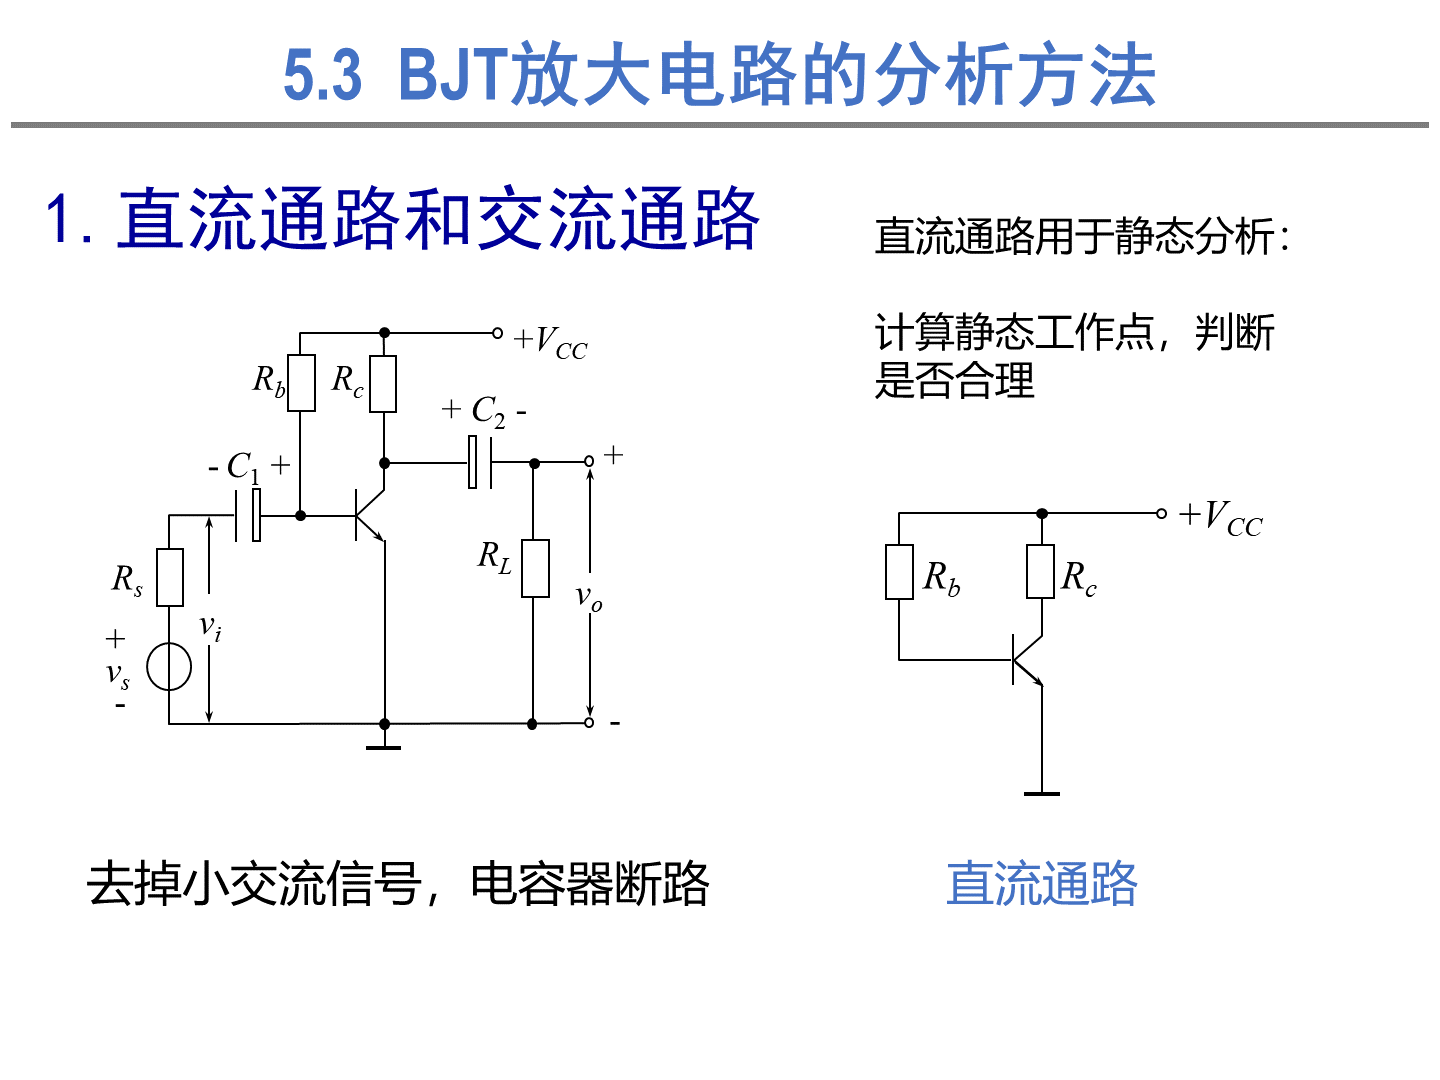 5.3 BJT放大电路的分析方法
1. 直流通路和交流通路
直流通路用于静态分析：
计算静态工作点，判断
是否合理
+VCC
Rb
Rc
+ C2 -
+
- C1 +
RL
Rs
vo
vi
+
vs
-
-
+VCC
Rb
Rc
去掉小交流信号，电容器断路
直流通路